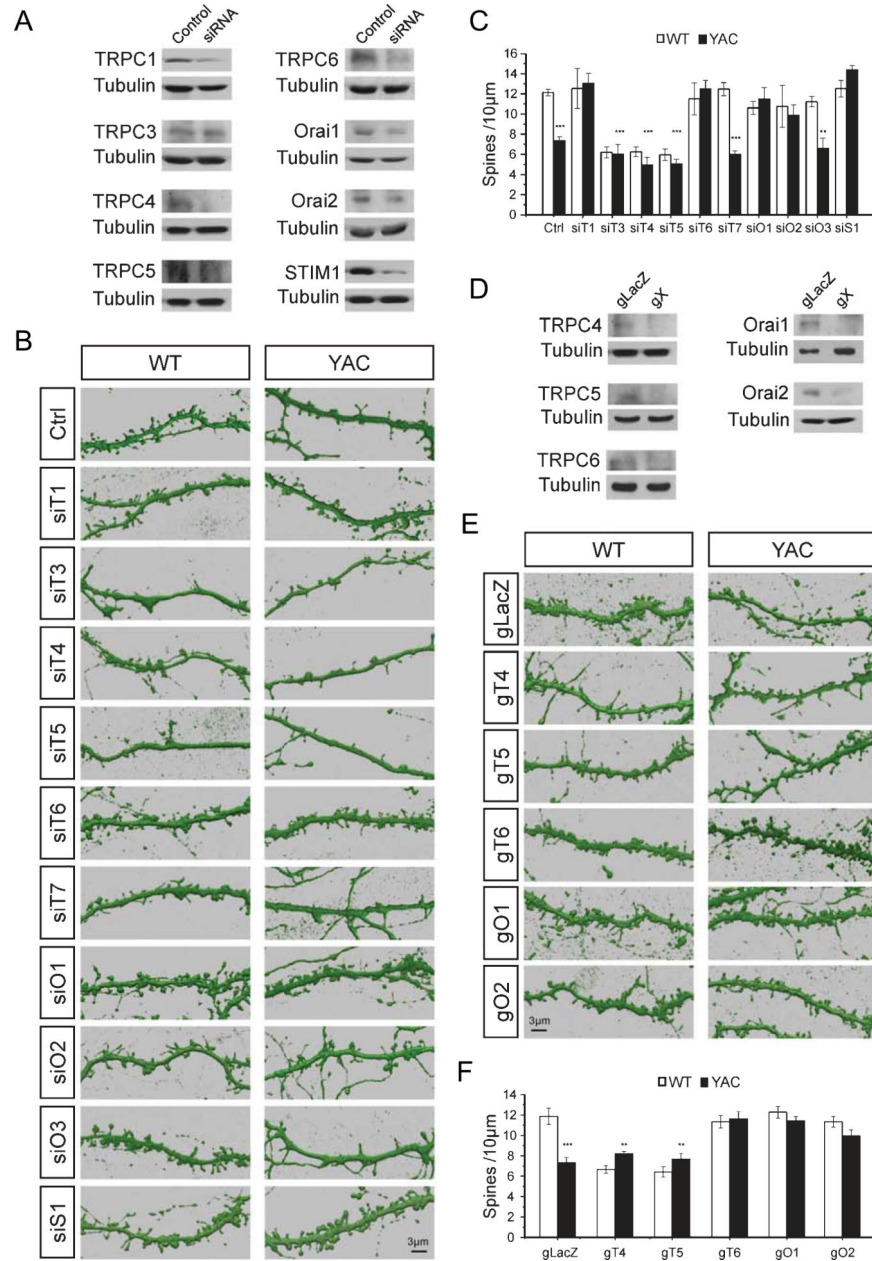 A
Control
siRNA
TRPC1
Tubulin
TRPC3
Tubulin
TRPC4
Tubulin
TRPC5
Tubulin
Control
siRNA
TRPC6
Tubulin
Orai1
Tubulin
Orai2
Tubulin
STIM1
Tubulin
B
WT
YAC
Ctrl
siT1
siT3
siT4
siT5
siT6
siT7
siO1
siO2
siO3
siS1
3µm
C
WT YAC
Spines /10µm
16
14
12
10
8
6
4
2
0
***
***
***
***
***
**
Ctrl siT1 siT3 siT4 siT5 siT6 siT7 siO1 siO2 siO3 siS1
D
gLacZ
gX
TRPC4
Tubulin
TRPC5
Tubulin
TRPC6
Tubulin
gLacZ
gX
Orai1
Tubulin
Orai2
Tubulin
E
WT
YAC
gLacZ
gT4
gT5
gT6
gO1
gO2
3µm
F
WT YAC
Spines /10µm
14
12
10
8
6
4
2
0
***
**
**
gLacZ gT4 gT5 gT6 gO1 gO2